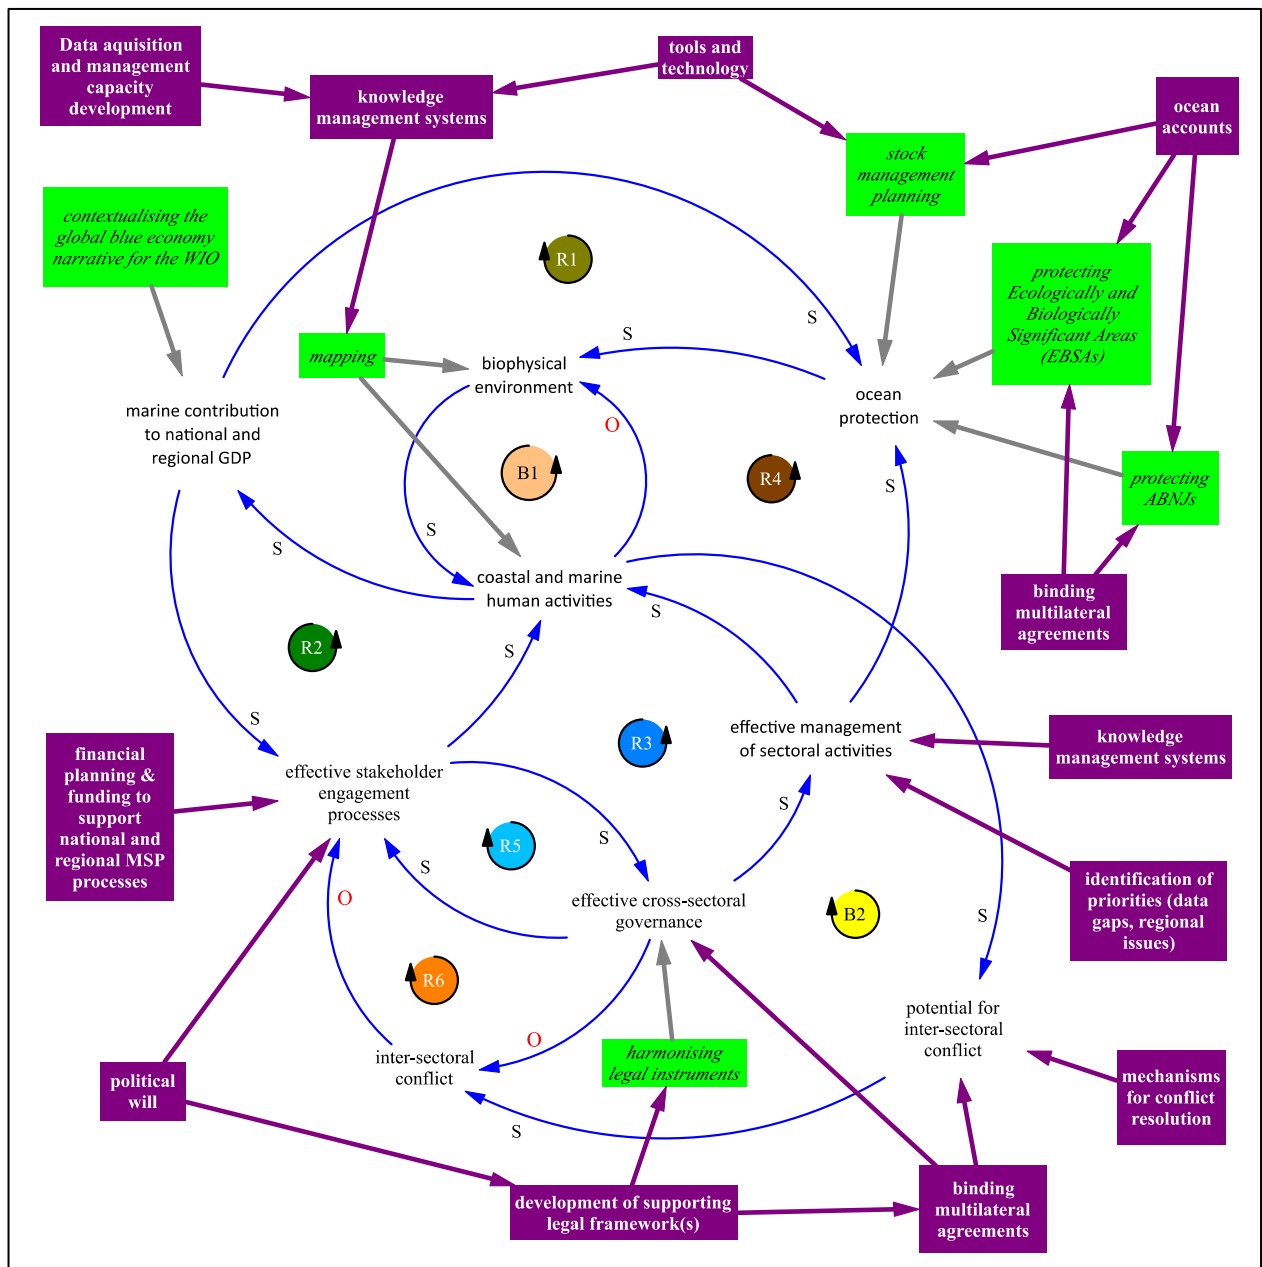 Data aquisition
and management
capacity
development
knowledge
management systems
tools and
technology
ocean
accounts
stock
management
planning
contextualising the
global blue economy
narrative for the WIO
R1
protecting
Ecologically and
Biologically
Significant Areas
(EBSAs)
S
S
mapping
biophysical
environment
ocean
protection
marine contribution
to national and
regional GDP
O
B1
R4
S
protecting
ABNJs
S
S
coastal and marine
human activities
binding
multilateral
agreements
S
R2
S
S
financial
planning &
funding to
support
national and
regional MSP
processes
effective stakeholder
engagement
processes
R3
effective management
of sectoral activities
knowledge
management systems
S
R5
S
S
O
effective cross-sectoral
governance
B2
S
identification of
priorities (data
gaps, regional
issues)
R6
potential for
inter-sectoral
conflict
O
inter-sectoral
conflict
harmonising
legal instruments
political
will
mechanisms
for conflict
resolution
S
development of supporting
legal framework(s)
binding
multilateral
agreements